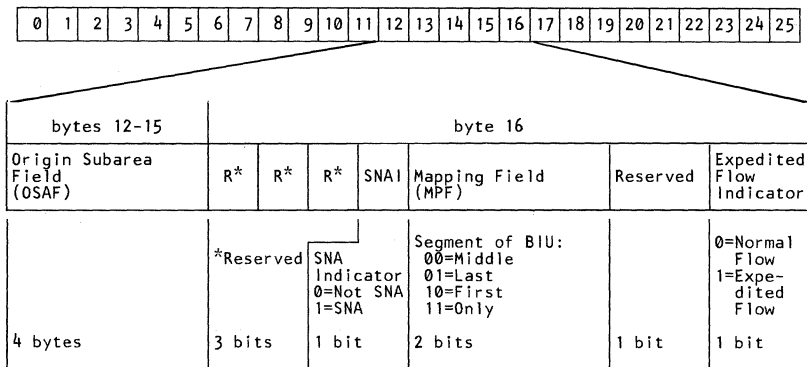 0 1 2 3 4 5 6 7 8 9 10 11 12 13 14 15 16 17 18 19 20 21 22 23 24 25
bytes 12-15 byte 16
Origin Subarea Field (OSAF) R* R* R* SNAI Mapping Field (MPF) Reserved Expedited Flow Indicator
*Reserved
SNA
Indicator
0=Not SNA
1=SNA
Segment of BIU:
00=Middle
01=Last
10=First
11=Only
0=Normal
Flow
1=Expe-
dited
Flow
4 bytes 3 bits 1 bit 2 bits 1 bit 1 bit